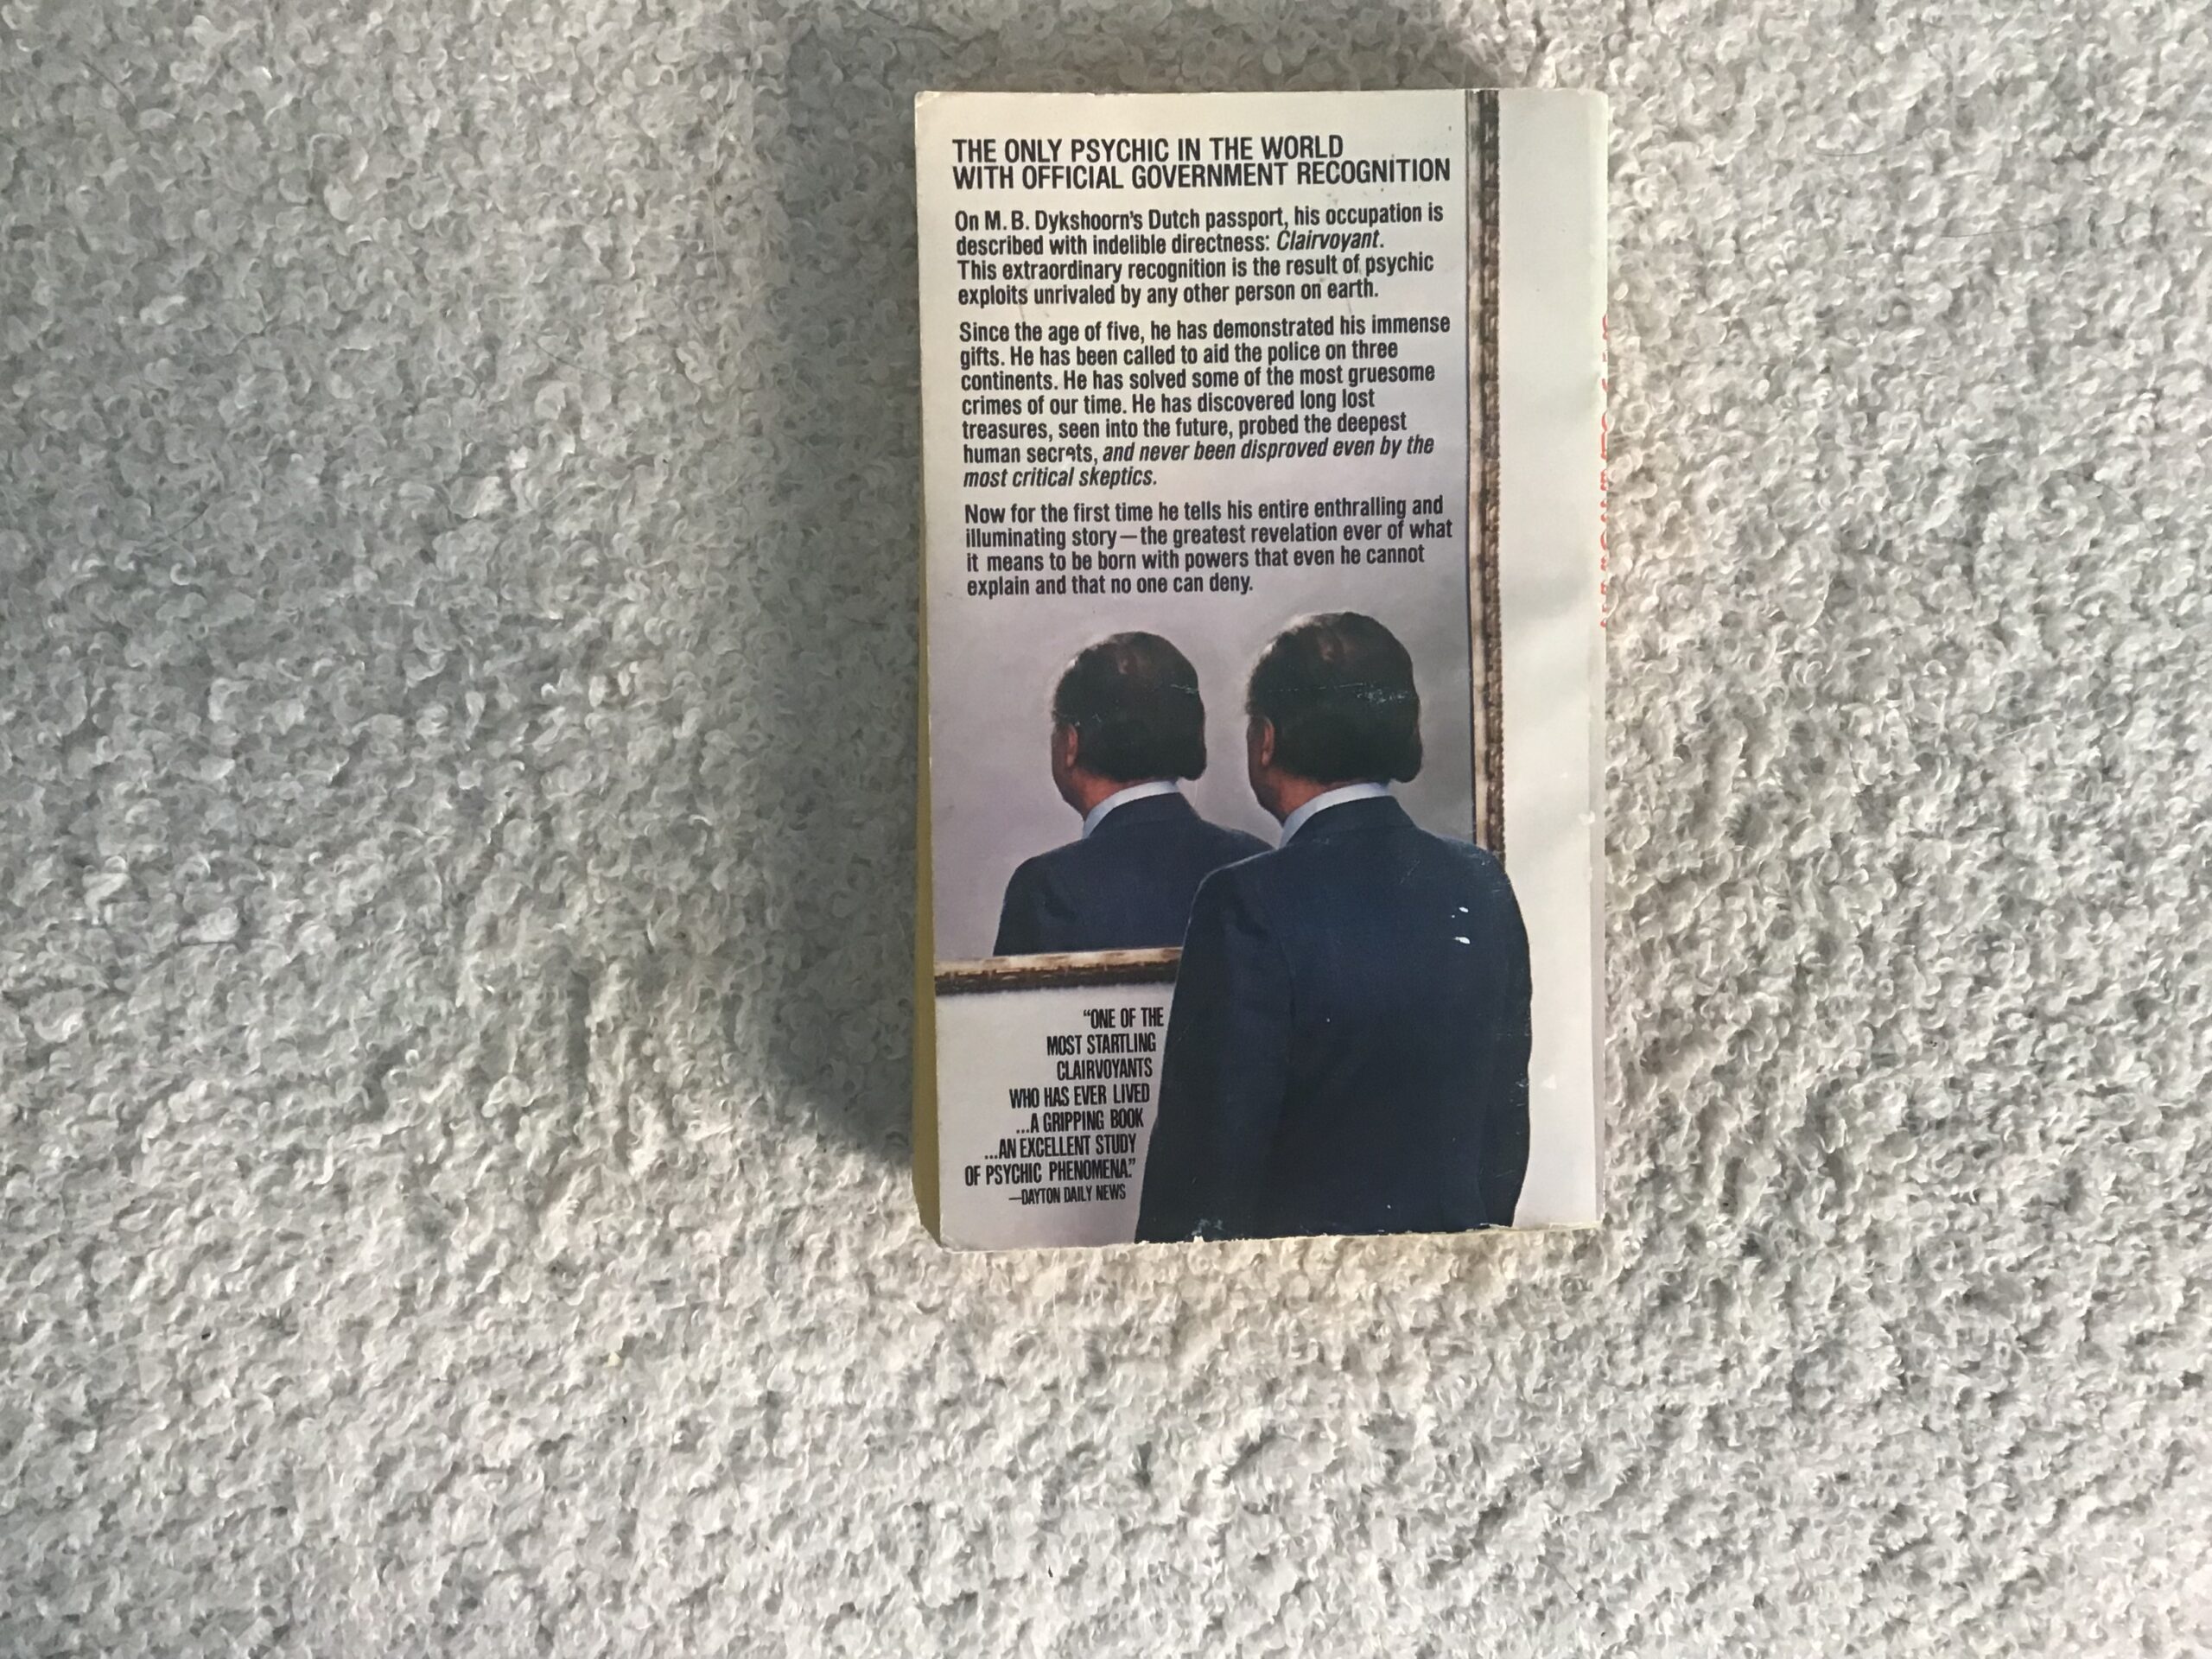 THE ONLY PSYCHIC IN THE WORLD
WITH OFFICIAL GOVERNMENT RECOGNITION
On M. B. Dykshoorn's Dutch passport, his occupation is
described with indelible directness: Clairvoyant.
This extraordinary recognition is the result of psychic
exploits unrivaled by any other person on earth.
Since the age of five, he has demonstrated his immense
gifts. He has been called to aid the police on three
continents. He has solved some of the most gruesome
crimes of our time. He has discovered long lost
treasures, seen into the future, probed the deepest
human secrets, and never been disproved even by the
most critical skeptics.
Now for the first time he tells his entire enthralling and
illuminating story—the greatest revelation ever of what
it means to be born with powers that even he cannot
explain and that no one can deny.
"ONE OF THE
MOST STARTLING
CLAIRVOYANTS
WHO HAS EVER LIVED
...A GRIPPING BOOK
...AN EXCELLENT STUDY
OF PSYCHIC PHENOMENA."
—DAYTON DAILY NEWS